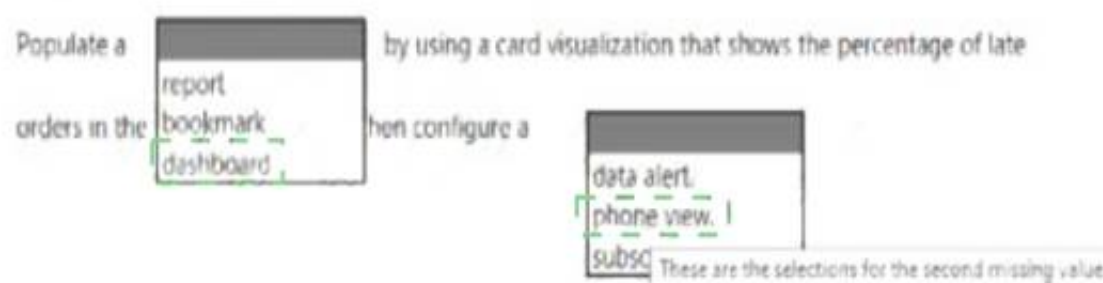 Populate a by using a card visualization that shows the percentage of late
report
orders in the bookmark hen configure a
dashboard
data alert.
phone view.
subsc
These are the selections for the second missing value